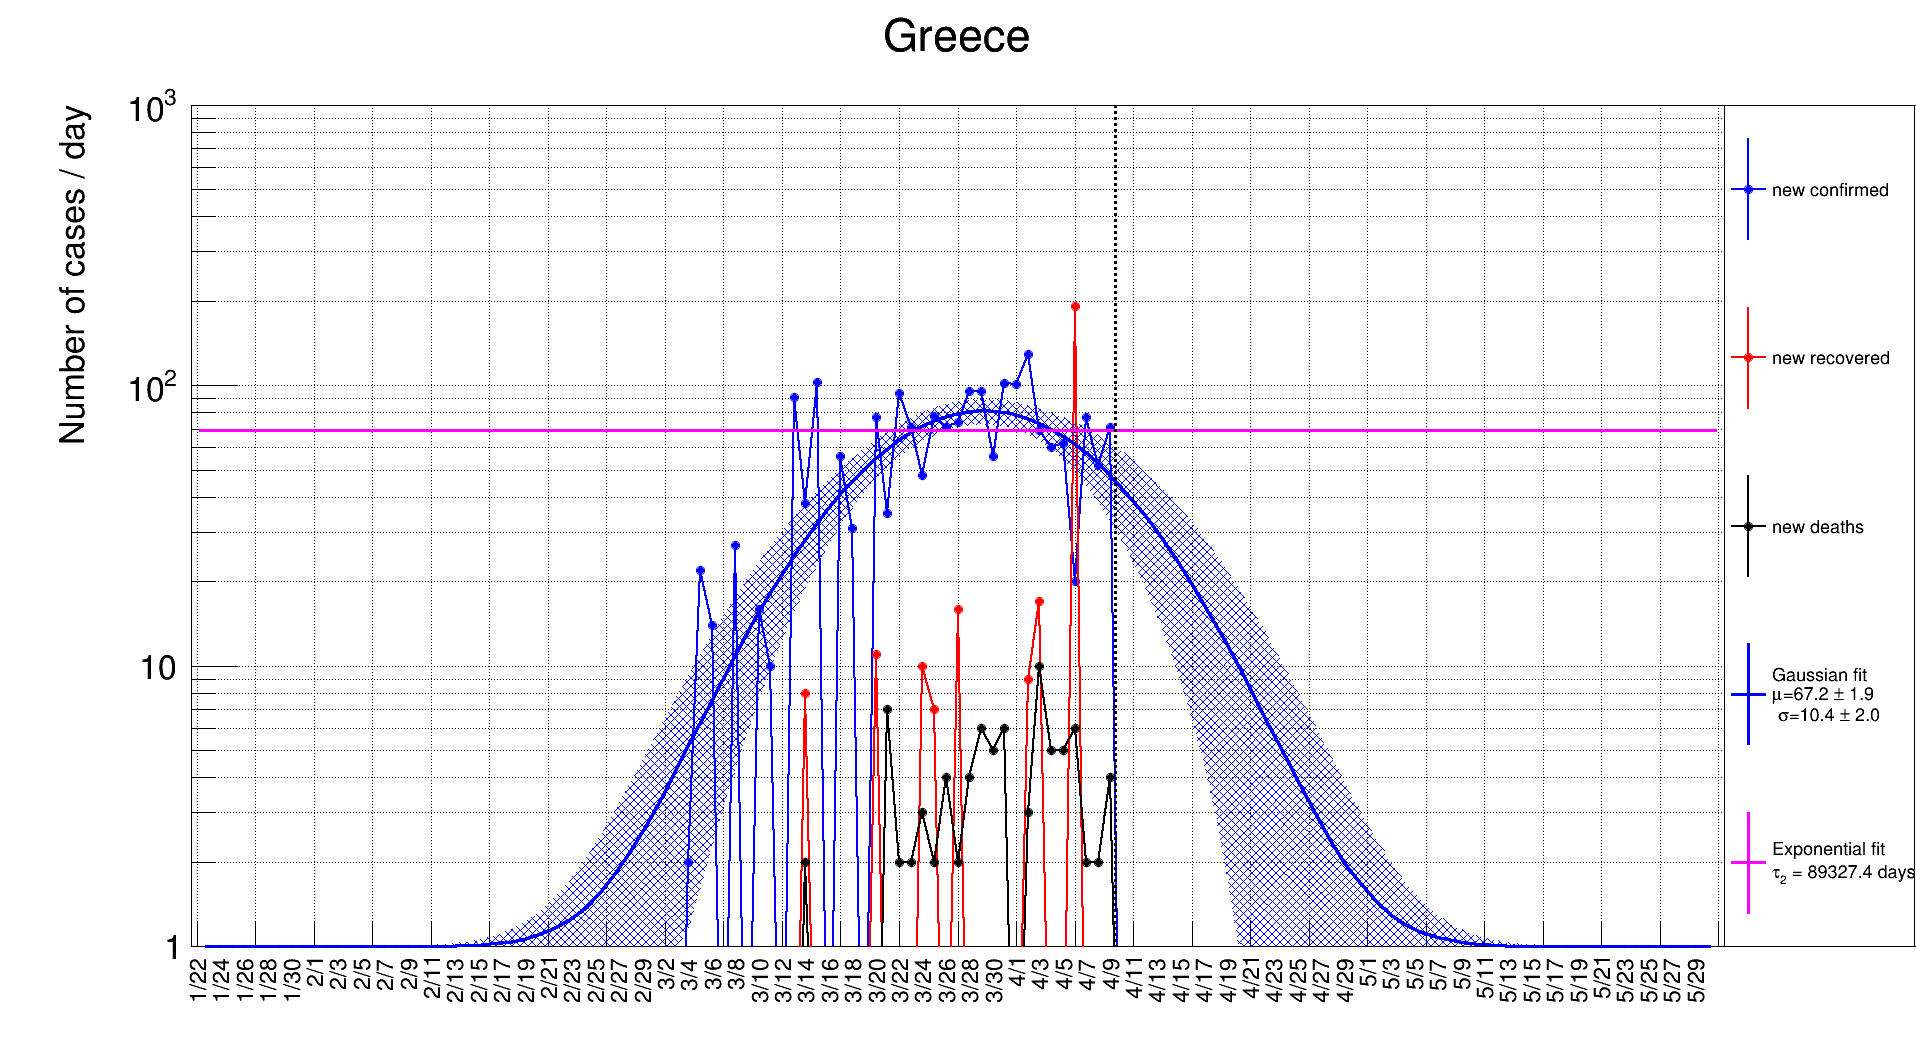 Greece
Number of cases / day
10³
10²
10
1
1/22 1/24 1/26 1/28 1/30 2/1 2/3 2/5 2/7 2/9 2/11 2/13 2/15 2/17 2/19 2/21 2/23 2/25 2/27 2/29 3/2 3/4 3/6 3/8 3/10 3/12 3/14 3/16 3/18 3/20 3/22 3/24 3/26 3/28 3/30 4/1 4/3 4/5 4/7 4/9 4/11 4/13 4/15 4/17 4/19 4/21 4/23 4/25 4/27 4/29 5/1 5/3 5/5 5/7 5/9 5/11 5/13 5/15 5/17 5/19 5/21 5/23 5/25 5/27 5/29
new confirmed
new recovered
new deaths
Gaussian fit
μ=67.2 ± 1.9
σ=10.4 ± 2.0
Exponential fit
τ₂ = 89327.4 days